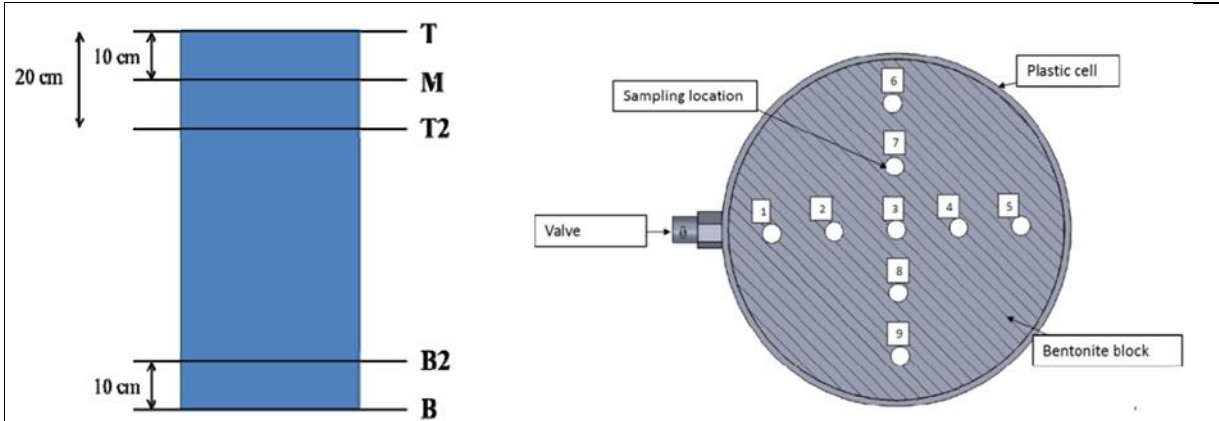 T
10 cm
20 cm
M
T2
B2
10 cm
B
6
Plastic cell
Sampling location
7
1
2
3
4
5
Valve
8
9
Bentonite block